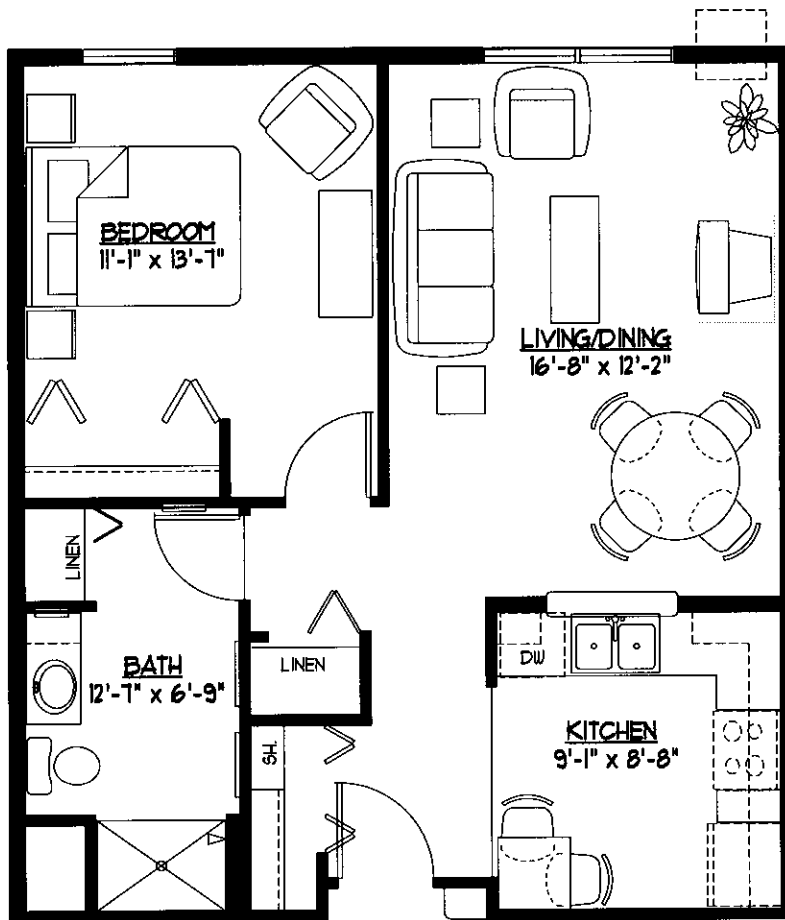 BEDROOM
11'-1" x 13'-7"
LIVING/DINING
16'-8" x 12'-2"
LINEN
BATH
12'-7" x 6'-9"
LINEN
DW
KITCHEN
9'-1" x 8'-8"
SH.